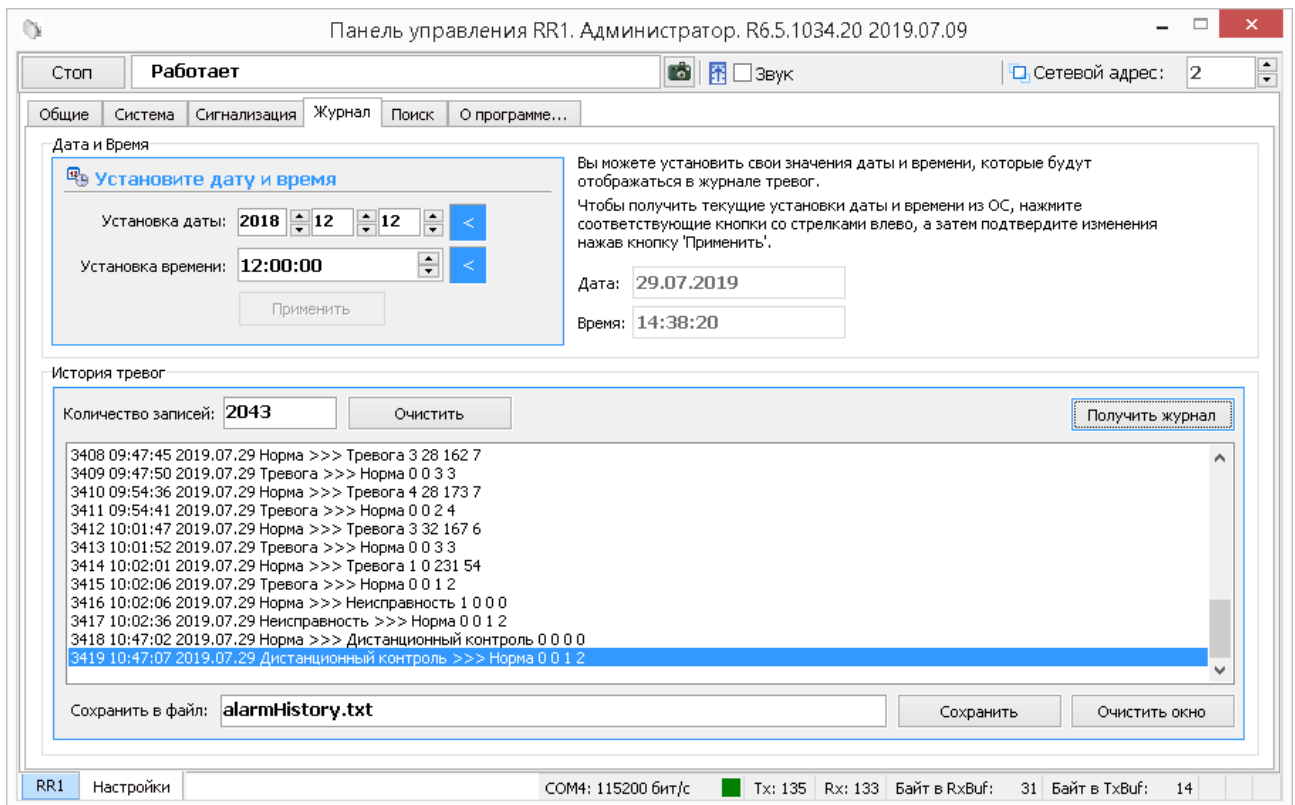 Панель управления RR1. Администратор. R6.5.1034.20 2019.07.09
Стоп Работает Звук Сетевой адрес: 2
Общие Система Сигнализация Журнал Поиск О программе...
Дата и Время
Установите дату и время
Установка даты: 2018 12 12 <
Установка времени: 12:00:00 <
Применить
Вы можете установить свои значения даты и времени, которые будут
отображаться в журнале тревог.
Чтобы получить текущие установки даты и времени из ОС, нажмите
соответствующие кнопки со стрелками влево, а затем подтвердите изменения
нажав кнопку 'Применить'.
Дата: 29.07.2019
Время: 14:38:20
История тревог
Количество записей: 2043 Очистить Получить журнал
3408 09:47:45 2019.07.29 Норма >>> Тревога 3 28 162 7
3409 09:47:50 2019.07.29 Тревога >>> Норма 0 0 3 3
3410 09:54:36 2019.07.29 Норма >>> Тревога 4 28 173 7
3411 09:54:41 2019.07.29 Тревога >>> Норма 0 0 2 4
3412 10:01:47 2019.07.29 Норма >>> Тревога 3 32 167 6
3413 10:01:52 2019.07.29 Тревога >>> Норма 0 0 3 3
3414 10:02:01 2019.07.29 Норма >>> Тревога 1 0 231 54
3415 10:02:06 2019.07.29 Тревога >>> Норма 0 0 1 2
3416 10:02:06 2019.07.29 Норма >>> Неисправность 1 0 0 0
3417 10:02:36 2019.07.29 Неисправность >>> Норма 0 0 1 2
3418 10:47:02 2019.07.29 Норма >>> Дистанционный контроль 0 0 0 0
3419 10:47:07 2019.07.29 Дистанционный контроль >>> Норма 0 0 1 2
Сохранить в файл: alarmHistory.txt Сохранить Очистить окно
RR1 Настройки COM4: 115200 бит/с Tx: 135 Rx: 133 Байт в RxBuf: 31 Байт в TxBuf: 14